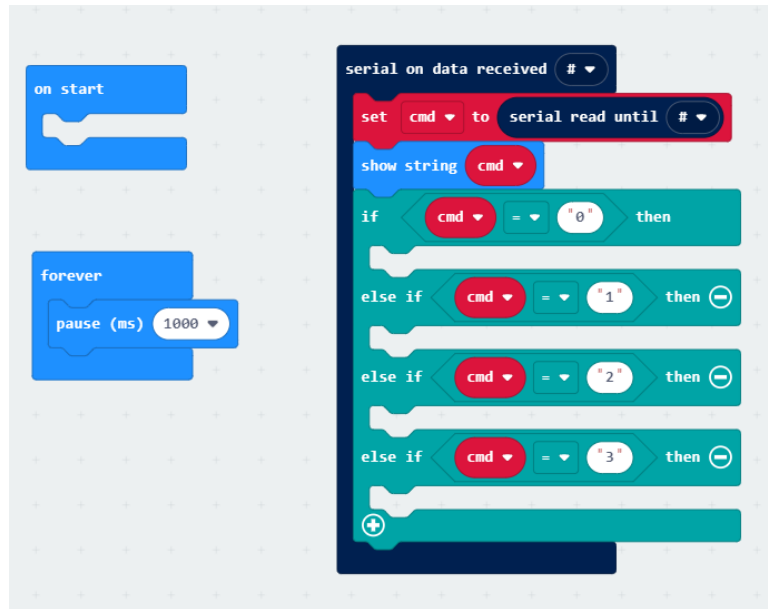 on start
forever
pause (ms) 1000
serial on data received #
set cmd to serial read until #
show string cmd
if cmd = "0" then
else if cmd = "1" then
else if cmd = "2" then
else if cmd = "3" then